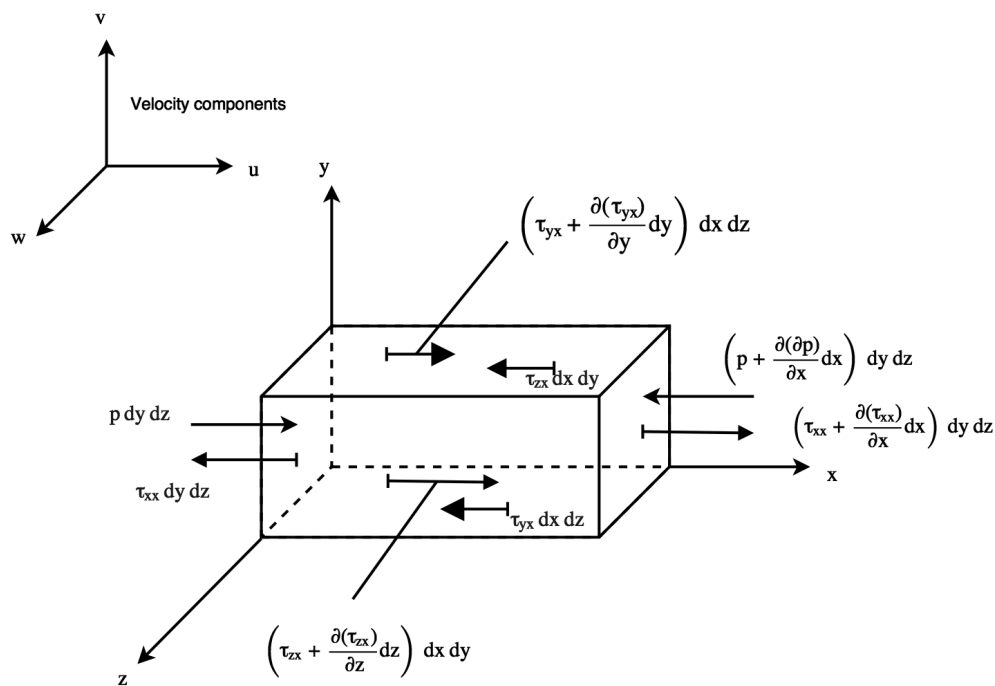 v
Velocity components
u
w
y
(τyx + ∂(τyx)/∂y dy) dx dz
(p + ∂(∂p)/∂x dx) dy dz
τzx dx dy
p dy dz
(τxx + ∂(τxx)/∂x dx) dy dz
x
τxx dy dz
τyx dx dz
(τzx + ∂(τzx)/∂z dz) dx dy
z